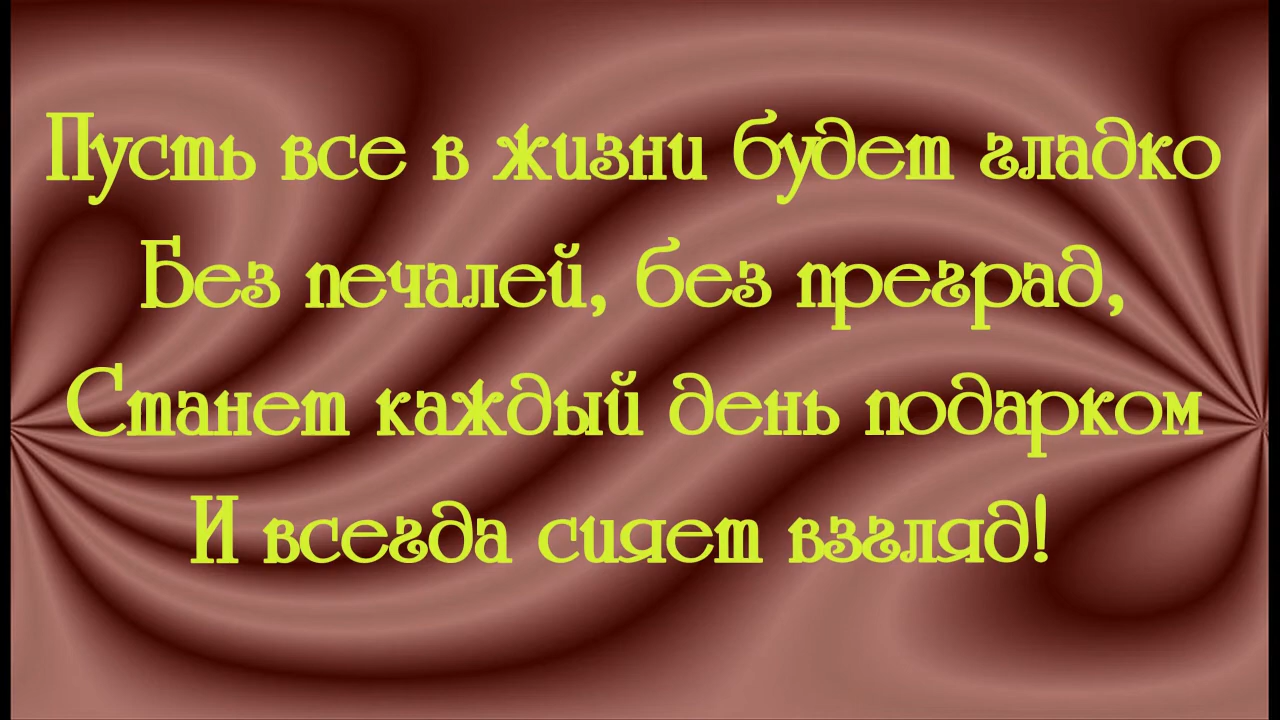 Пусть все в жизни будет гладко
Без печалей, без преград,
Станет каждый день подарком
И всегда сияет взгляд!